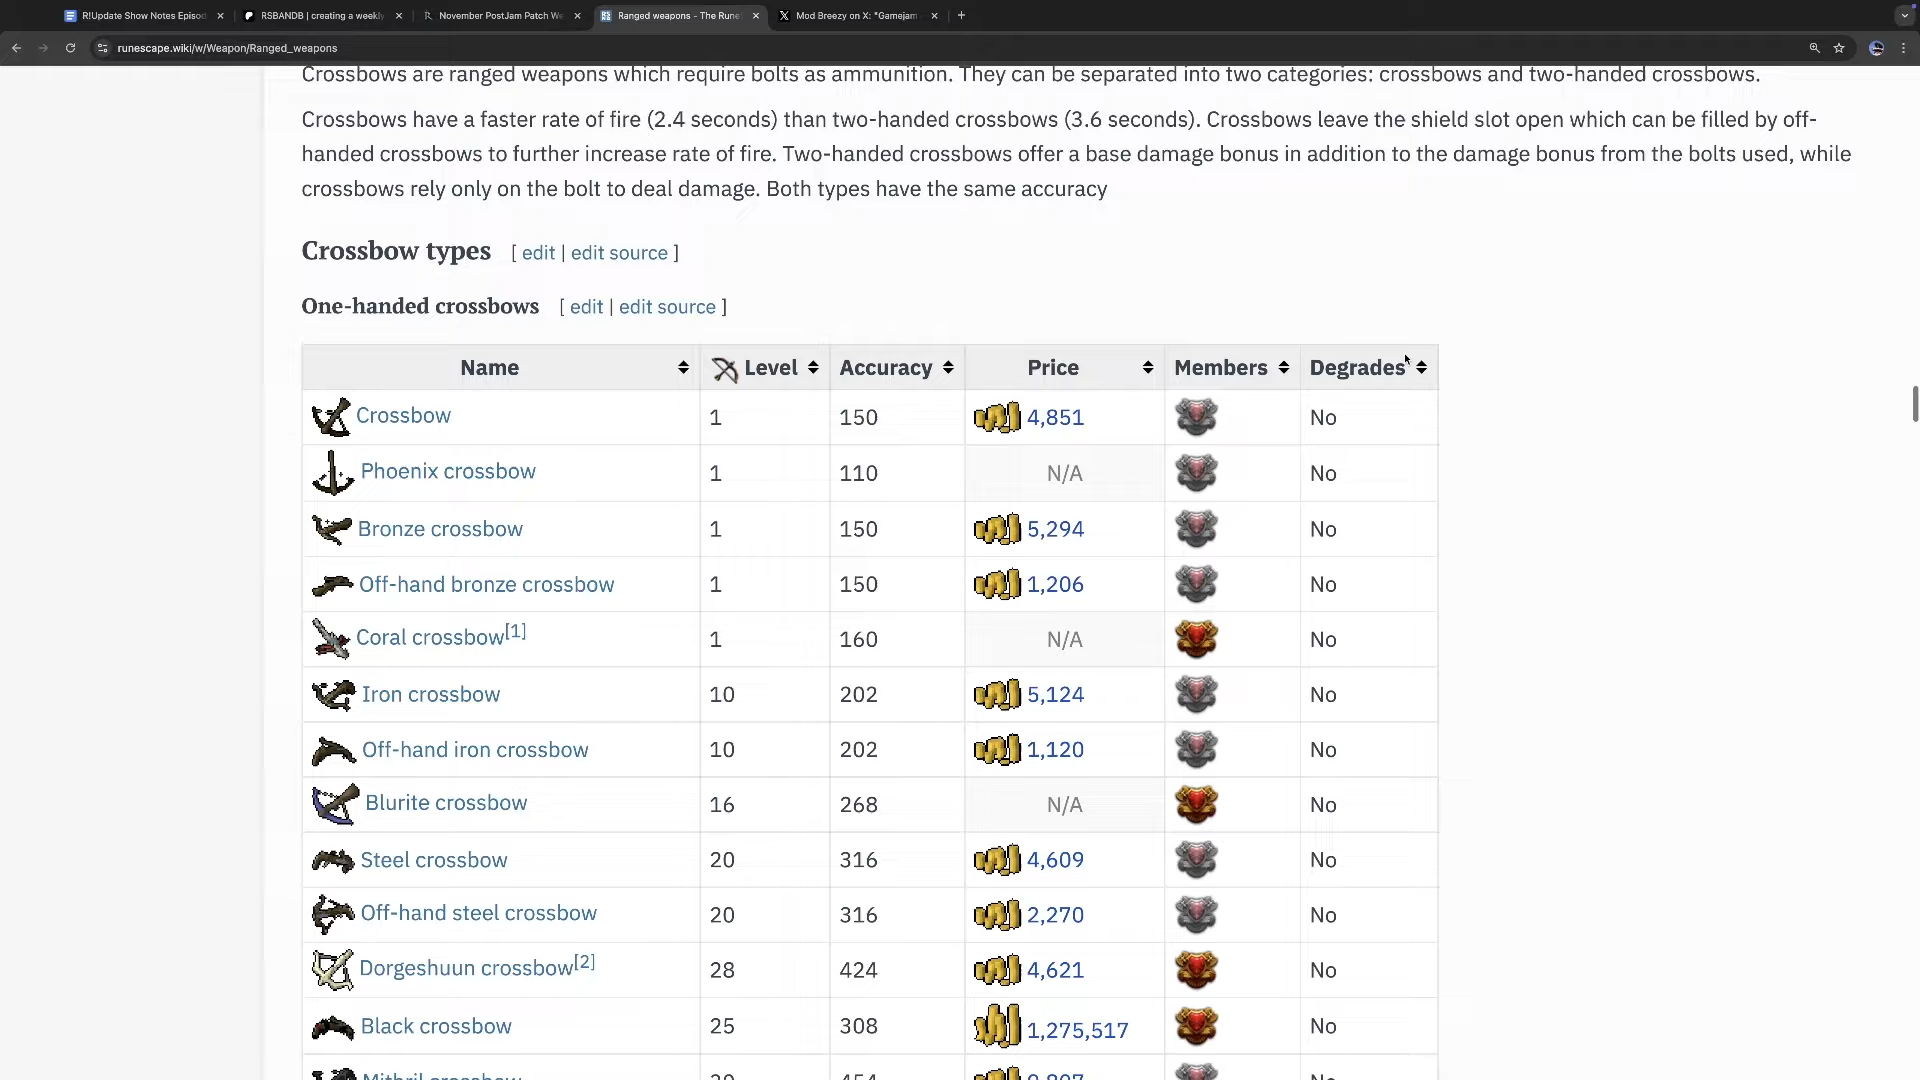 R!Update Show Notes Episod
RSBANDB | creating a weekly
November PostJam Patch We
Ranged weapons - The Rune
Mod Breezy on X: "Gamejam
runescape.wiki/w/Weapon/Ranged_weapons
Crossbows are ranged weapons which require bolts as ammunition. They can be separated into two categories: crossbows and two-handed crossbows.
Crossbows have a faster rate of fire (2.4 seconds) than two-handed crossbows (3.6 seconds). Crossbows leave the shield slot open which can be filled by off-
handed crossbows to further increase rate of fire. Two-handed crossbows offer a base damage bonus in addition to the damage bonus from the bolts used, while
crossbows rely only on the bolt to deal damage. Both types have the same accuracy
Crossbow types [ edit | edit source ]
One-handed crossbows [ edit | edit source ]
Name Level Accuracy Price Members Degrades
Crossbow 1 150 4,851 No
Phoenix crossbow 1 110 N/A No
Bronze crossbow 1 150 5,294 No
Off-hand bronze crossbow 1 150 1,206 No
Coral crossbow[1] 1 160 N/A No
Iron crossbow 10 202 5,124 No
Off-hand iron crossbow 10 202 1,120 No
Blurite crossbow 16 268 N/A No
Steel crossbow 20 316 4,609 No
Off-hand steel crossbow 20 316 2,270 No
Dorgeshuun crossbow[2] 28 424 4,621 No
Black crossbow 25 308 1,275,517 No
Mithril crossbow